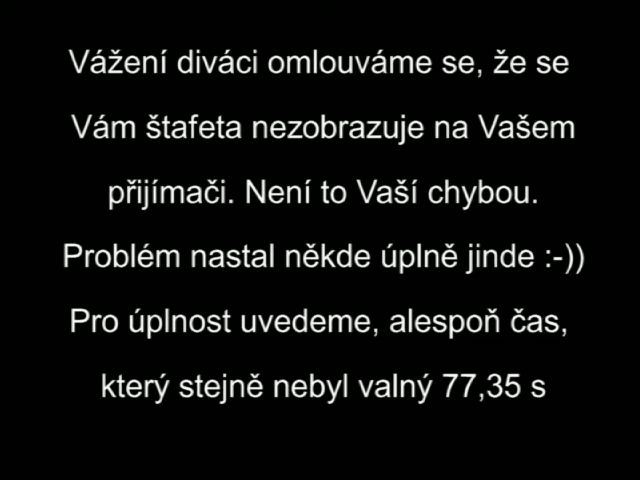 Vážení diváci omlouváme se, že se
Vám štafeta nezobrazuje na Vašem
přijímači. Není to Vaší chybou.
Problém nastal někde úplně jinde :-))
Pro úplnost uvedeme, alespoň čas,
který stejně nebyl valný 77,35 s